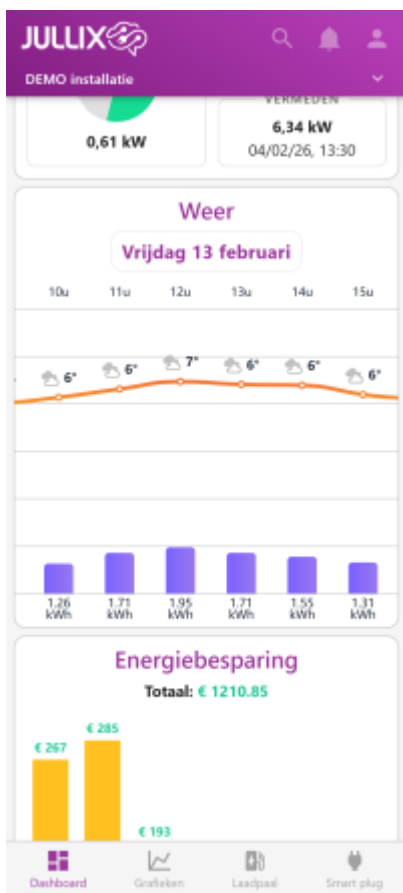 JULLIX
DEMO installatie
VERMEDEN
0,61 kW
6,34 kW
04/02/26, 13:30
Weer
Vrijdag 13 februari
10u 11u 12u 13u 14u 15u
6° 6° 7° 6° 6° 6°
1.26 kWh 1.71 kWh 1.95 kWh 1.71 kWh 1.55 kWh 1.31 kWh
Energiebesparing
Totaal: € 1210.85
€ 285
€ 267
€ 193
Dashboard Grafieken Laadpaal Smart plug